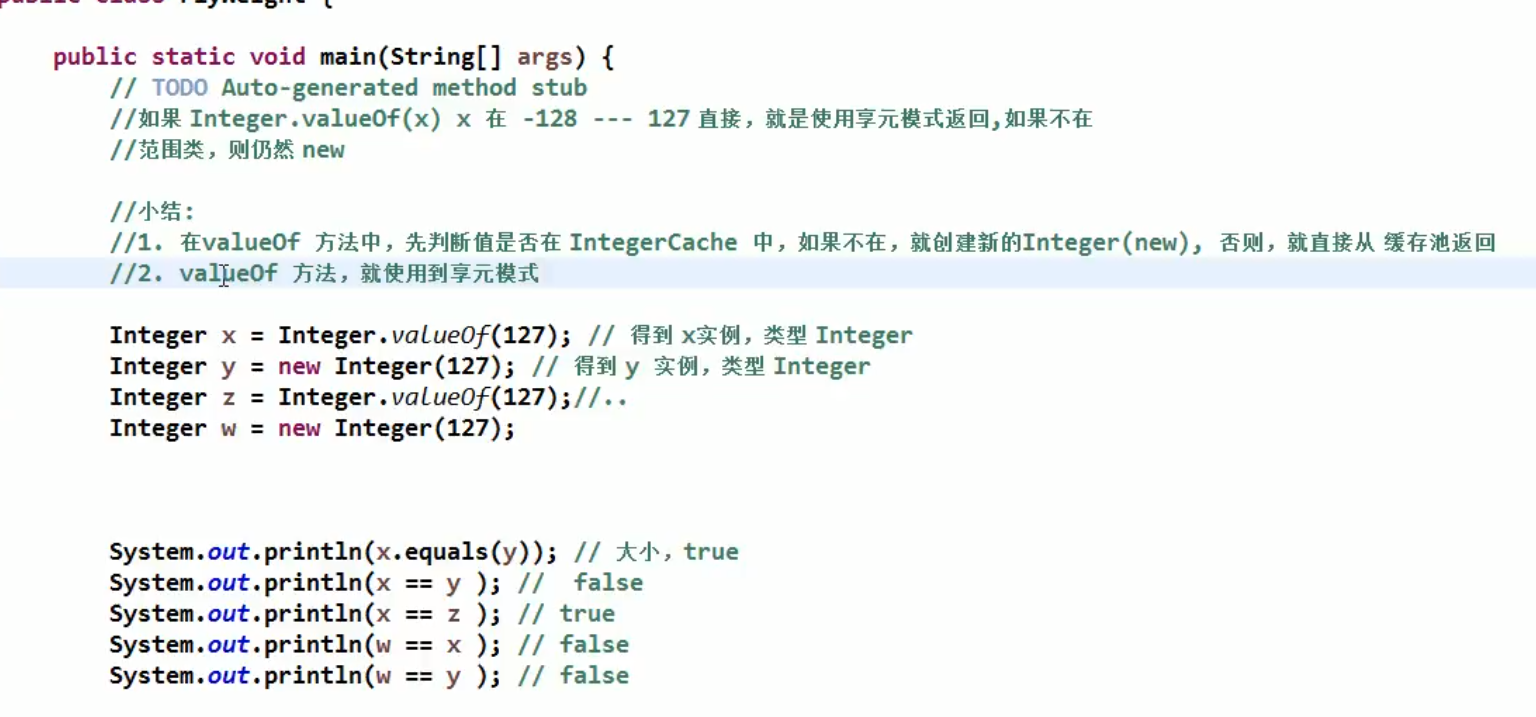 public static void main(String[] args) {
// TODO Auto-generated method stub
//如果 Integer.valueOf(x) x 在 -128 --- 127 直接，就是使用享元模式返回,如果不在
//范围类，则仍然 new
//小结:
//1. 在valueOf 方法中，先判断值是否在 IntegerCache 中，如果不在，就创建新的Integer(new), 否则，就直接从 缓存池返回
//2. valueOf 方法，就使用到享元模式
Integer x = Integer.valueOf(127); // 得到 x实例，类型 Integer
Integer y = new Integer(127); // 得到 y 实例，类型 Integer
Integer z = Integer.valueOf(127);//..
Integer w = new Integer(127);
System.out.println(x.equals(y)); // 大小，true
System.out.println(x == y ); //  false
System.out.println(x == z ); // true
System.out.println(w == x ); // false
System.out.println(w == y ); // false